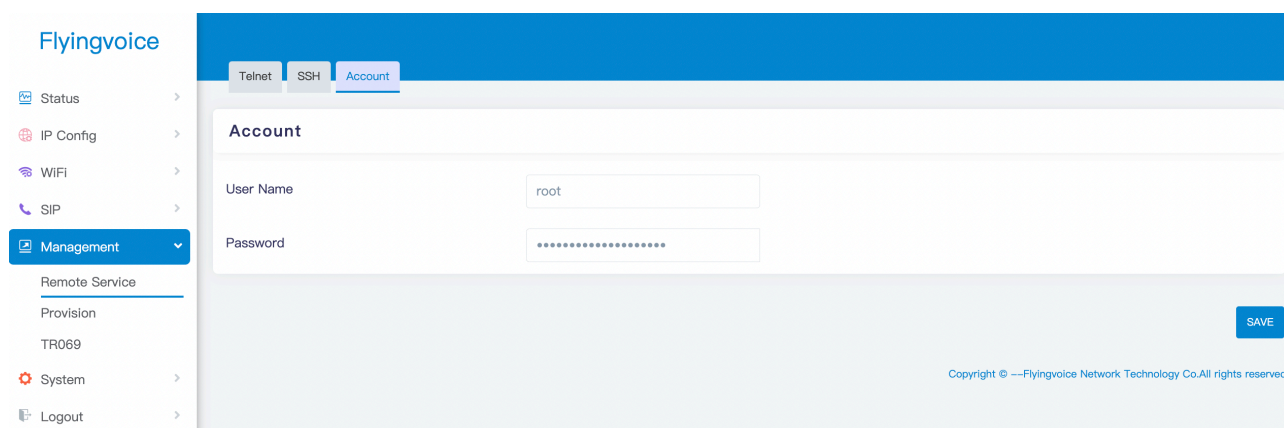 Flyingvoice
Telnet SSH Account
Status
IP Config
WiFi
SIP
Management
Remote Service
Provision
TR069
System
Logout
Account
User Name root
Password ••••••••••••••••••••
SAVE
Copyright © --Flyingvoice Network Technology Co.All rights reserved